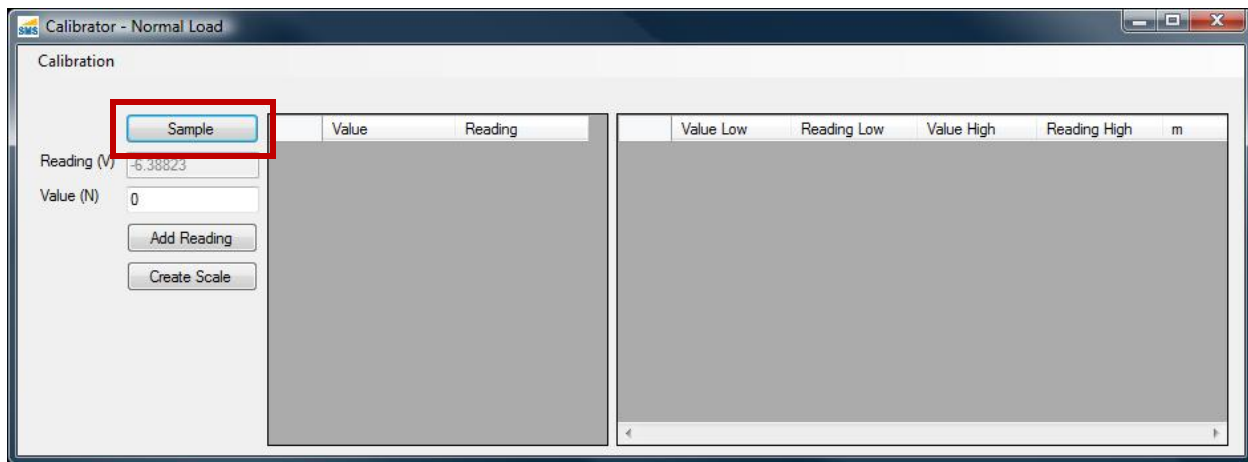 SMS Calibrator - Normal Load
Calibration
Sample
Value Reading
Value Low Reading Low Value High Reading High m
Reading (V) -6.38823
Value (N) 0
Add Reading
Create Scale